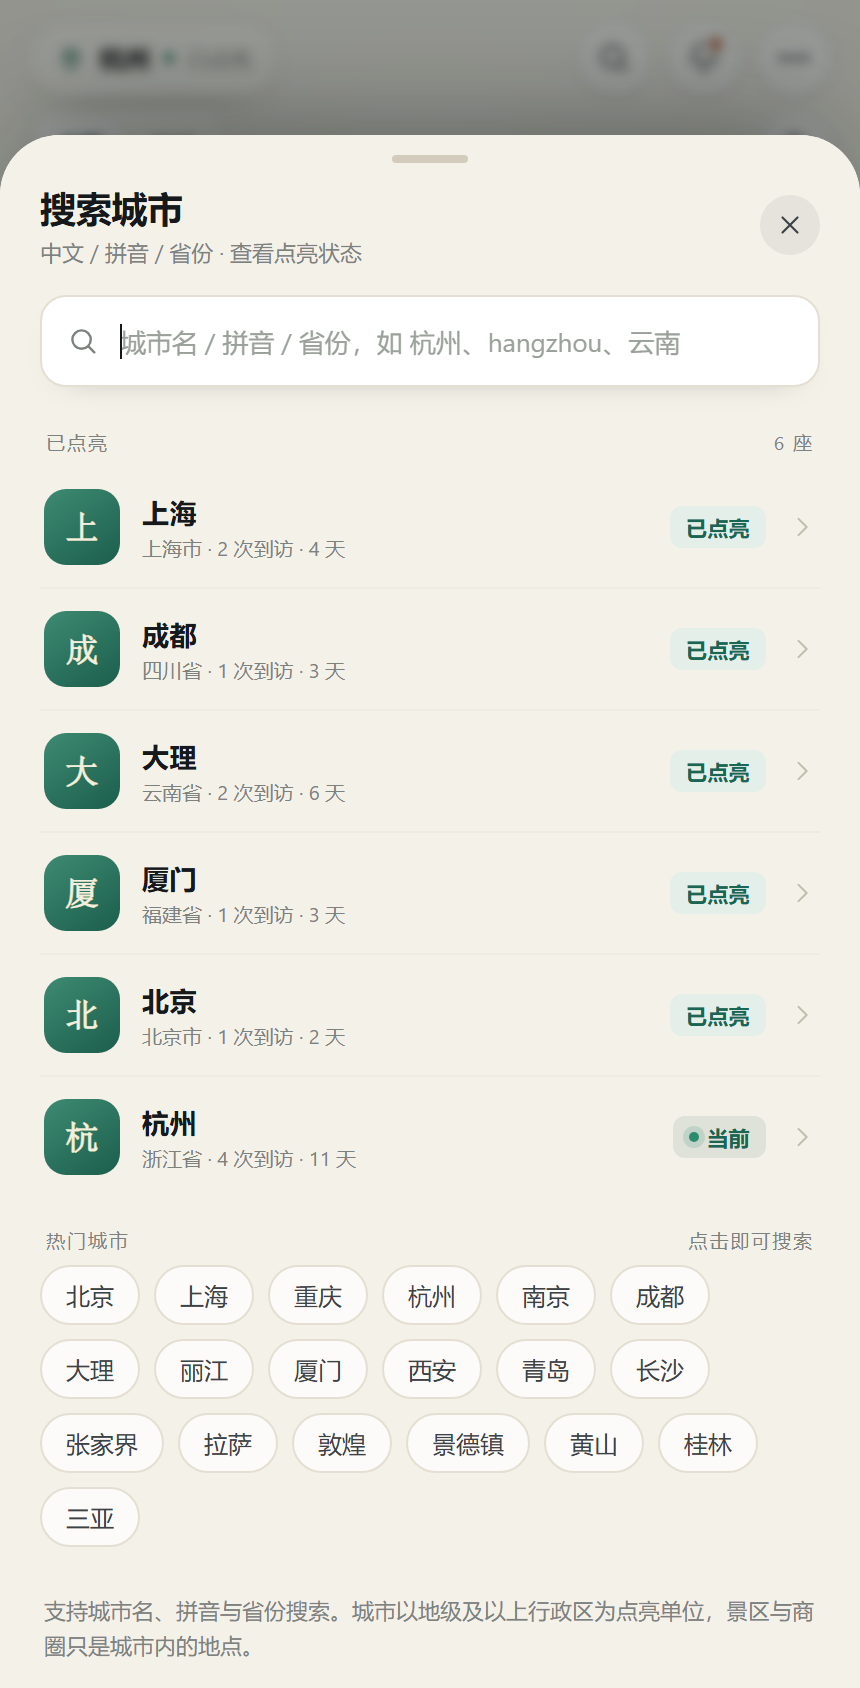 搜索城市
中文 / 拼音 / 省份 · 查看点亮状态
城市名 / 拼音 / 省份，如 杭州、hangzhou、云南
已点亮 6 座
上 上海 已点亮
上海市 · 2 次到访 · 4 天
成 成都 已点亮
四川省 · 1 次到访 · 3 天
大 大理 已点亮
云南省 · 2 次到访 · 6 天
厦 厦门 已点亮
福建省 · 1 次到访 · 3 天
北 北京 已点亮
北京市 · 1 次到访 · 2 天
杭 杭州 当前
浙江省 · 4 次到访 · 11 天
热门城市 点击即可搜索
北京 上海 重庆 杭州 南京 成都
大理 丽江 厦门 西安 青岛 长沙
张家界 拉萨 敦煌 景德镇 黄山 桂林
三亚
支持城市名、拼音与省份搜索。城市以地级及以上行政区为点亮单位，景区与商
圈只是城市内的地点。